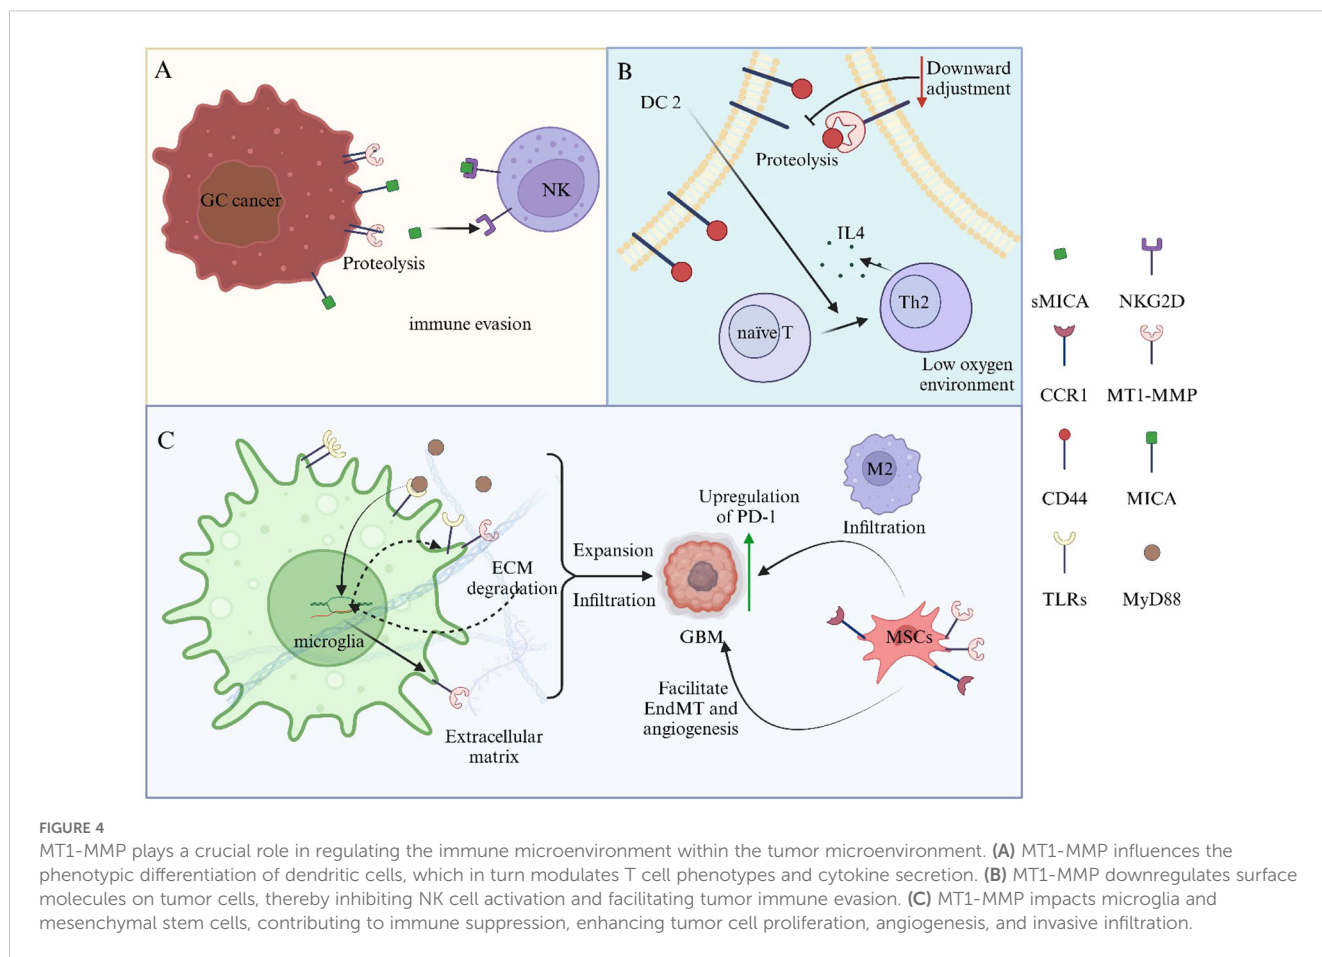 A
GC cancer
Proteolysis
NK
immune evasion
B
DC 2
Downward
adjustment
Proteolysis
IL4
Th2
naïve T
Low oxygen
environment
C
microglia
ECM
degradation
Extracellular
matrix
Expansion
Infiltration
Upregulation
of PD-1
GBM
M2
Infiltration
MSCs
Facilitate
EndMT and
angiogenesis
sMICA NKG2D
CCR1 MT1-MMP
CD44 MICA
TLRs MyD88
FIGURE 4
MT1-MMP plays a crucial role in regulating the immune microenvironment within the tumor microenvironment. (A) MT1-MMP influences the
phenotypic differentiation of dendritic cells, which in turn modulates T cell phenotypes and cytokine secretion. (B) MT1-MMP downregulates surface
molecules on tumor cells, thereby inhibiting NK cell activation and facilitating tumor immune evasion. (C) MT1-MMP impacts microglia and
mesenchymal stem cells, contributing to immune suppression, enhancing tumor cell proliferation, angiogenesis, and invasive infiltration.